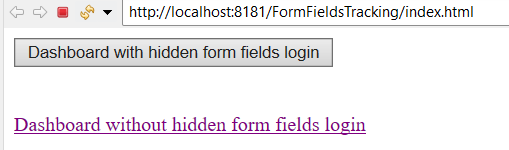 http://localhost:8181/FormFieldsTracking/index.html
Dashboard with hidden form fields login
Dashboard without hidden form fields login